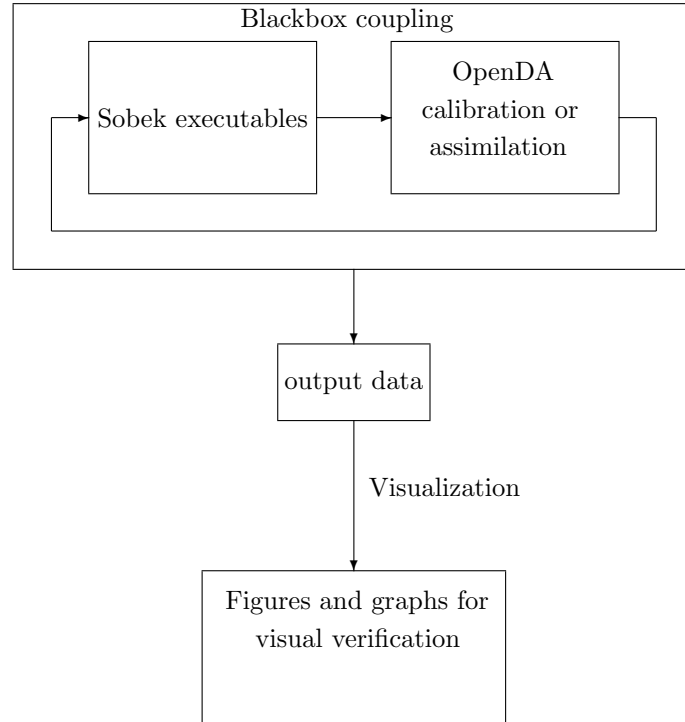 Blackbox coupling
Sobek executables
OpenDA
calibration or
assimilation
output data
Visualization
Figures and graphs for
visual verification